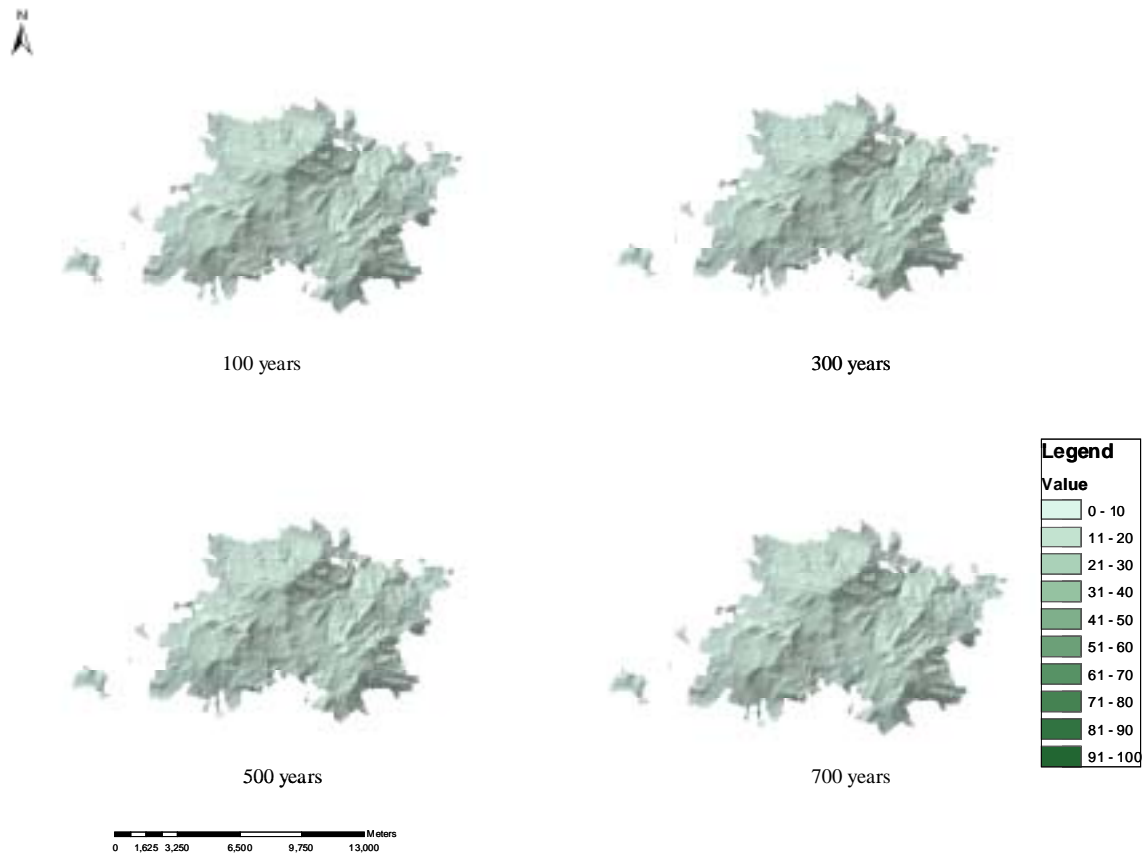 N
100 years
300 years
500 years
700 years
Legend
Value
0 - 10
11 - 20
21 - 30
31 - 40
41 - 50
51 - 60
61 - 70
71 - 80
81 - 90
91 - 100
Meters
0 1,625 3,250 6,500 9,750 13,000